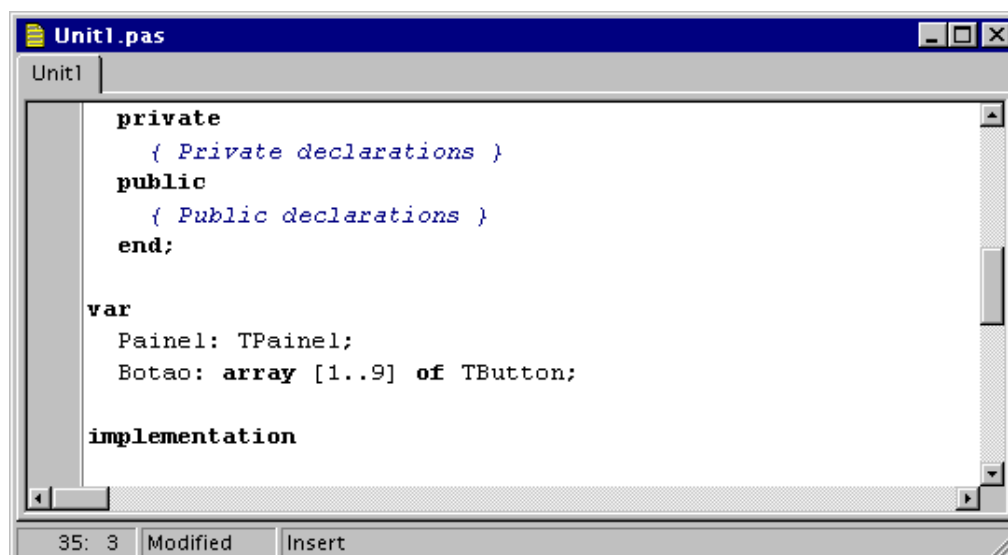 Unit1.pas
Unit1
private
{ Private declarations }
public
{ Public declarations }
end;
var
Painel: TPainel;
Botao: array [1..9] of TButton;
implementation
35: 3 Modified Insert